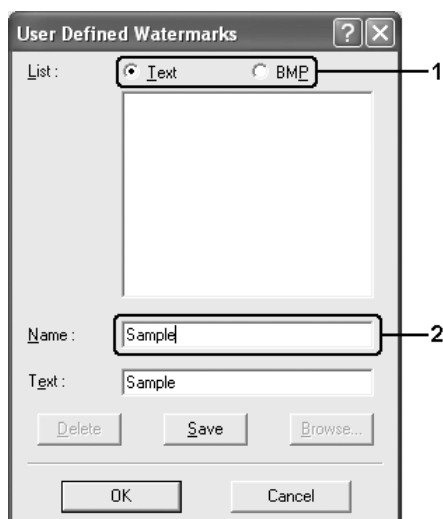 User Defined Watermarks ? X
List : Text BMP 1
Name : Sample 2
Text : Sample
Delete Save Browse...
OK Cancel